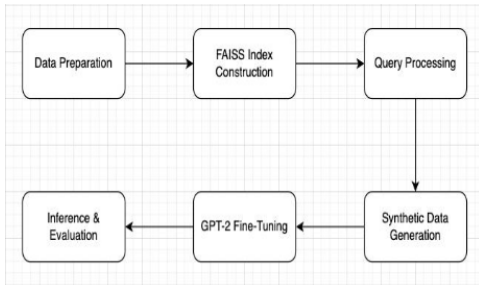 Data Preparation
FAISS Index
Construction
Query Processing
Synthetic Data
Generation
GPT-2 Fine-Tuning
Inference &
Evaluation